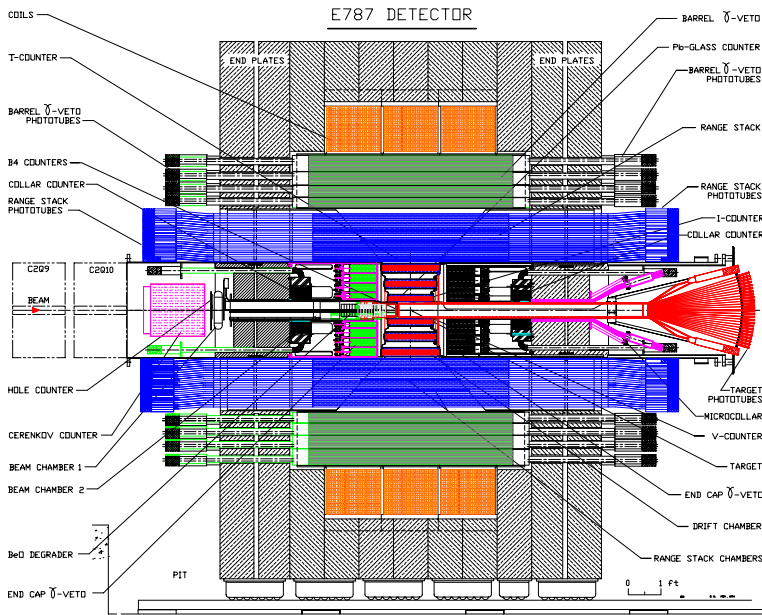 E787 DETECTOR
COILS
T-COUNTER
BARREL γ-VETO
PHOTOTUBES
B4 COUNTERS
COLLAR COUNTER
RANGE STACK
PHOTOTUBES
C2Q9
C2Q10
BEAM
HOLE COUNTER
CERENKOV COUNTER
BEAM CHAMBER 1
BEAM CHAMBER 2
BeO DEGRADER
END CAP γ-VETO
PIT
END PLATES
END PLATES
BARREL γ-VETO
Pb-GLASS COUNTER
BARREL γ-VETO
PHOTOTUBES
RANGE STACK
RANGE STACK
PHOTOTUBES
I-COUNTER
COLLAR COUNTER
TARGET
PHOTOTUBES
MICROCOLLAR
V-COUNTER
TARGET
END CAP γ-VETO
DRIFT CHAMBER
RANGE STACK CHAMBERS
0 1 ft